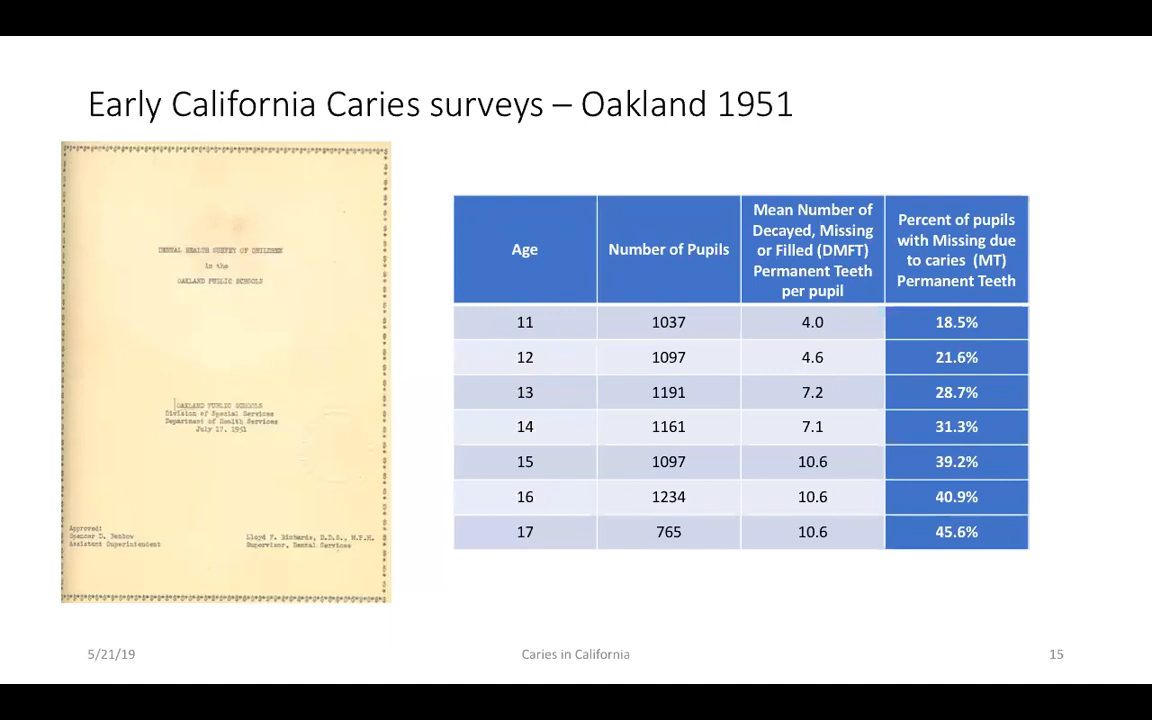 Early California Caries surveys – Oakland 1951
DENTAL HEALTH SURVEY OF CHILDREN
in the
OAKLAND PUBLIC SCHOOLS
OAKLAND PUBLIC SCHOOLS
Division of Special Services
Department of Health Services
July 17, 1951
Approved:
Spencer D. Benbow
Assistant Superintendent
Lloyd F. Richards, D.D.S., M.P.H.
Supervisor, Dental Services
Age
Number of Pupils
Mean Number of
Decayed, Missing
or Filled (DMFT)
Permanent Teeth
per pupil
Percent of pupils
with Missing due
to caries (MT)
Permanent Teeth
11 1037 4.0 18.5%
12 1097 4.6 21.6%
13 1191 7.2 28.7%
14 1161 7.1 31.3%
15 1097 10.6 39.2%
16 1234 10.6 40.9%
17 765 10.6 45.6%
5/21/19
Caries in California
15